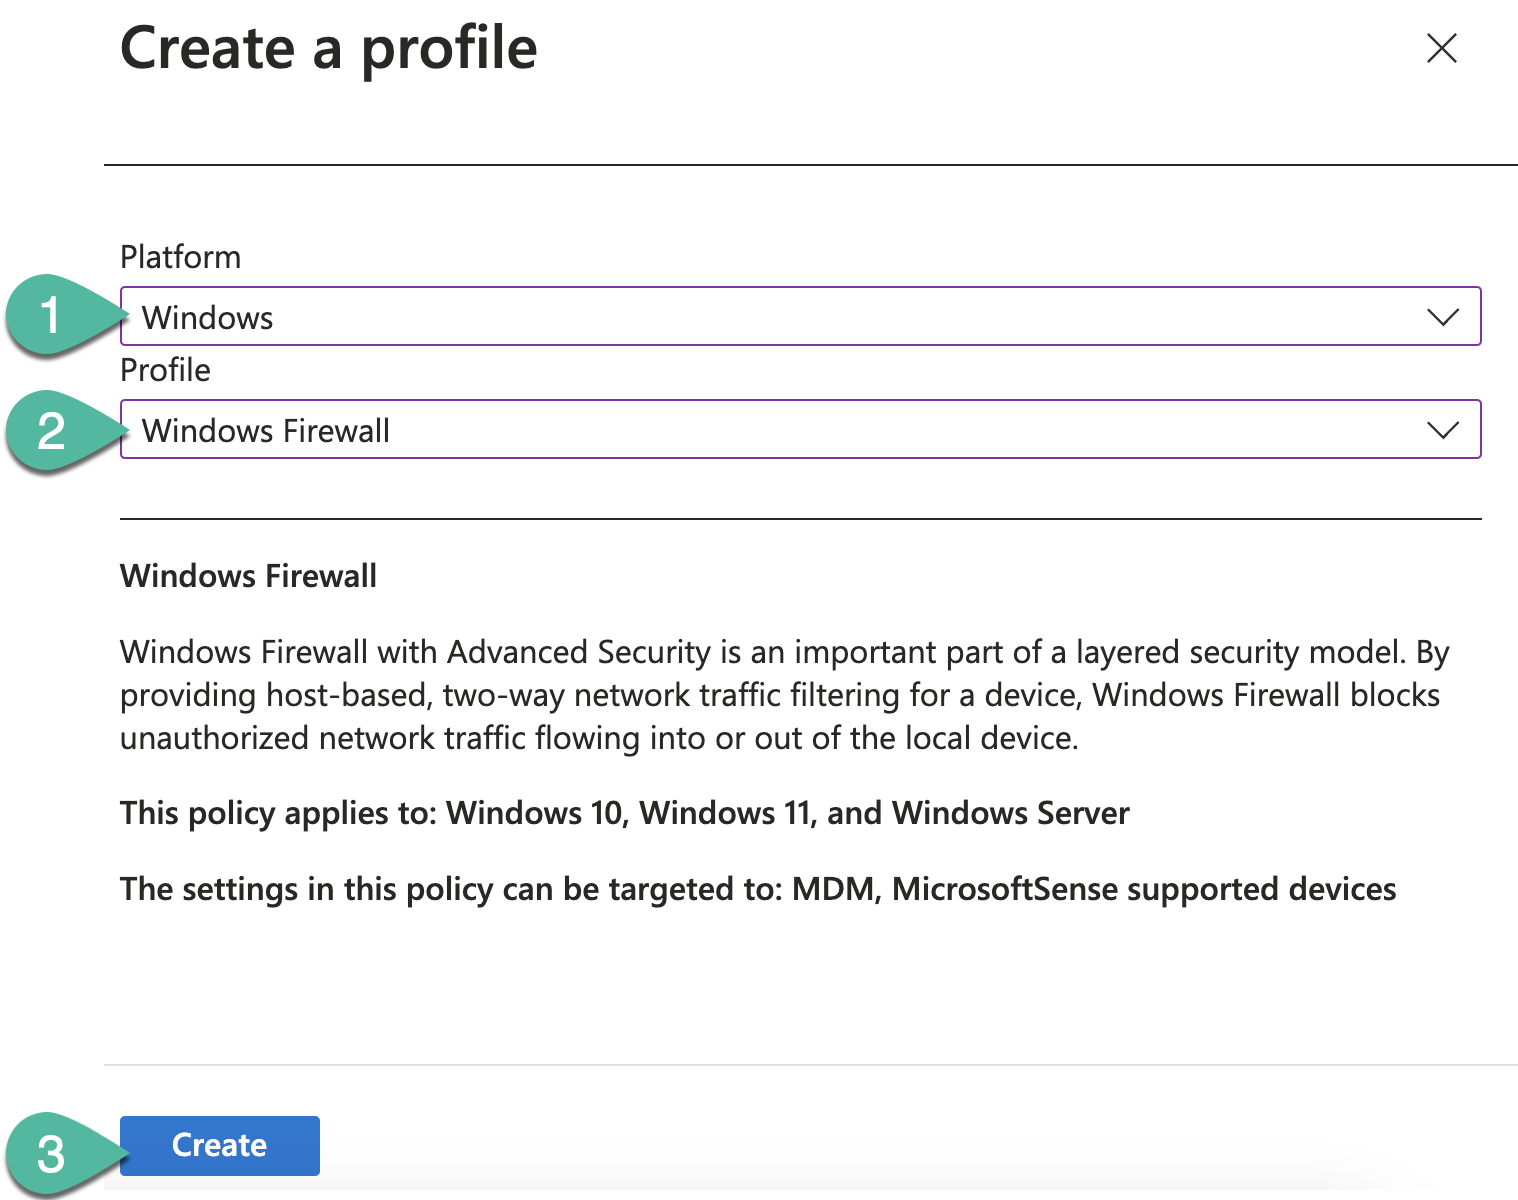 Create a profile
Platform
1
Windows
Profile
2
Windows Firewall
Windows Firewall
Windows Firewall with Advanced Security is an important part of a layered security model. By
providing host-based, two-way network traffic filtering for a device, Windows Firewall blocks
unauthorized network traffic flowing into or out of the local device.
This policy applies to: Windows 10, Windows 11, and Windows Server
The settings in this policy can be targeted to: MDM, MicrosoftSense supported devices
3
Create